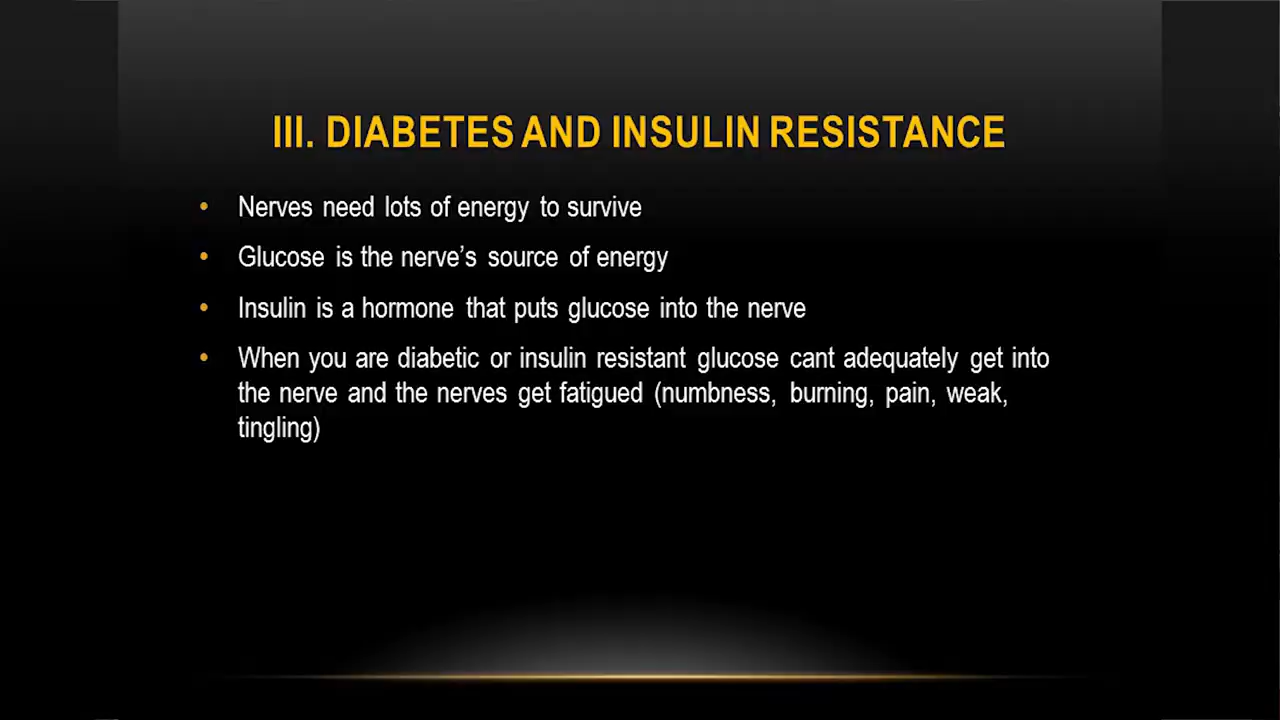 III. DIABETES AND INSULIN RESISTANCE
• Nerves need lots of energy to survive
• Glucose is the nerve’s source of energy
• Insulin is a hormone that puts glucose into the nerve
• When you are diabetic or insulin resistant glucose cant adequately get into
the nerve and the nerves get fatigued (numbness, burning, pain, weak,
tingling)